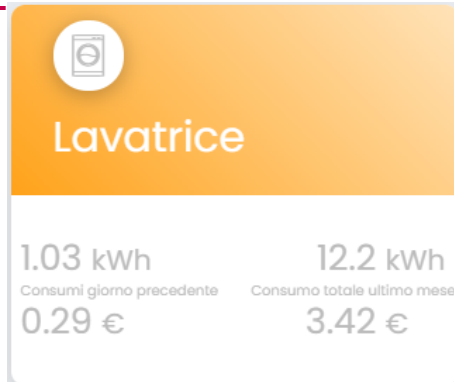 Lavatrice
1.03 kWh
Consumi giorno precedente
0.29 €
12.2 kWh
Consumo totale ultimo mese
3.42 €